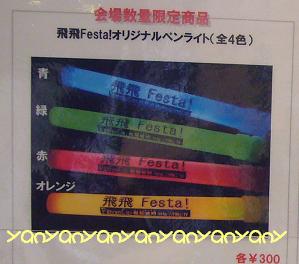 会場数量限定商品
飛飛Festa!オリジナルペンライト(全4色)
青
飛飛 Festa!
緑
飛飛 Festa!
赤
飛飛 Festa!
オレンジ
飛飛 Festa!
yanyanyanyanyanyanyanyany
各¥300